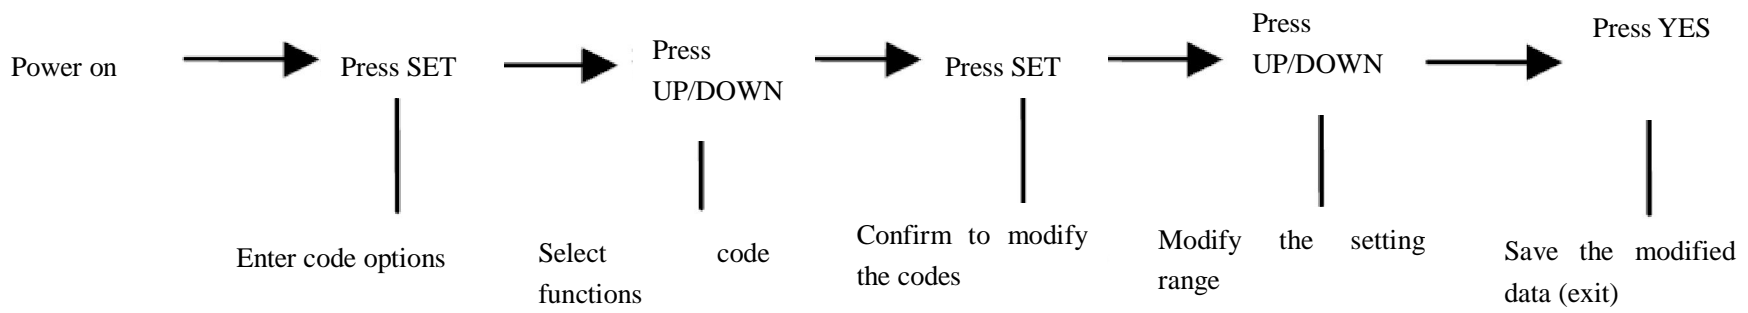 Power on
Press SET
Press
UP/DOWN
Press SET
Press
UP/DOWN
Press YES
Enter code options
Select code
functions
Confirm to modify
the codes
Modify the setting
range
Save the modified
data (exit)